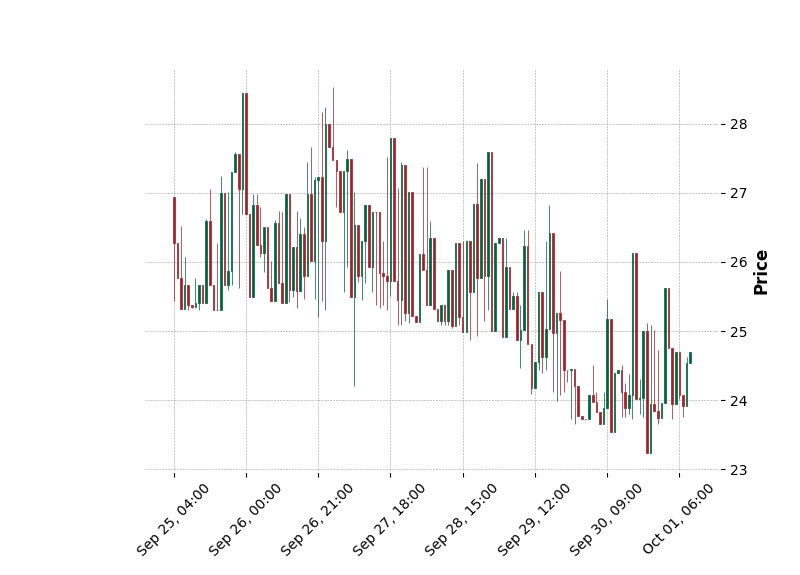 28
27
26
25
24
23
Price
Sep 25, 04:00
Sep 26, 00:00
Sep 26, 21:00
Sep 27, 18:00
Sep 28, 15:00
Sep 29, 12:00
Sep 30, 09:00
Oct 01, 06:00